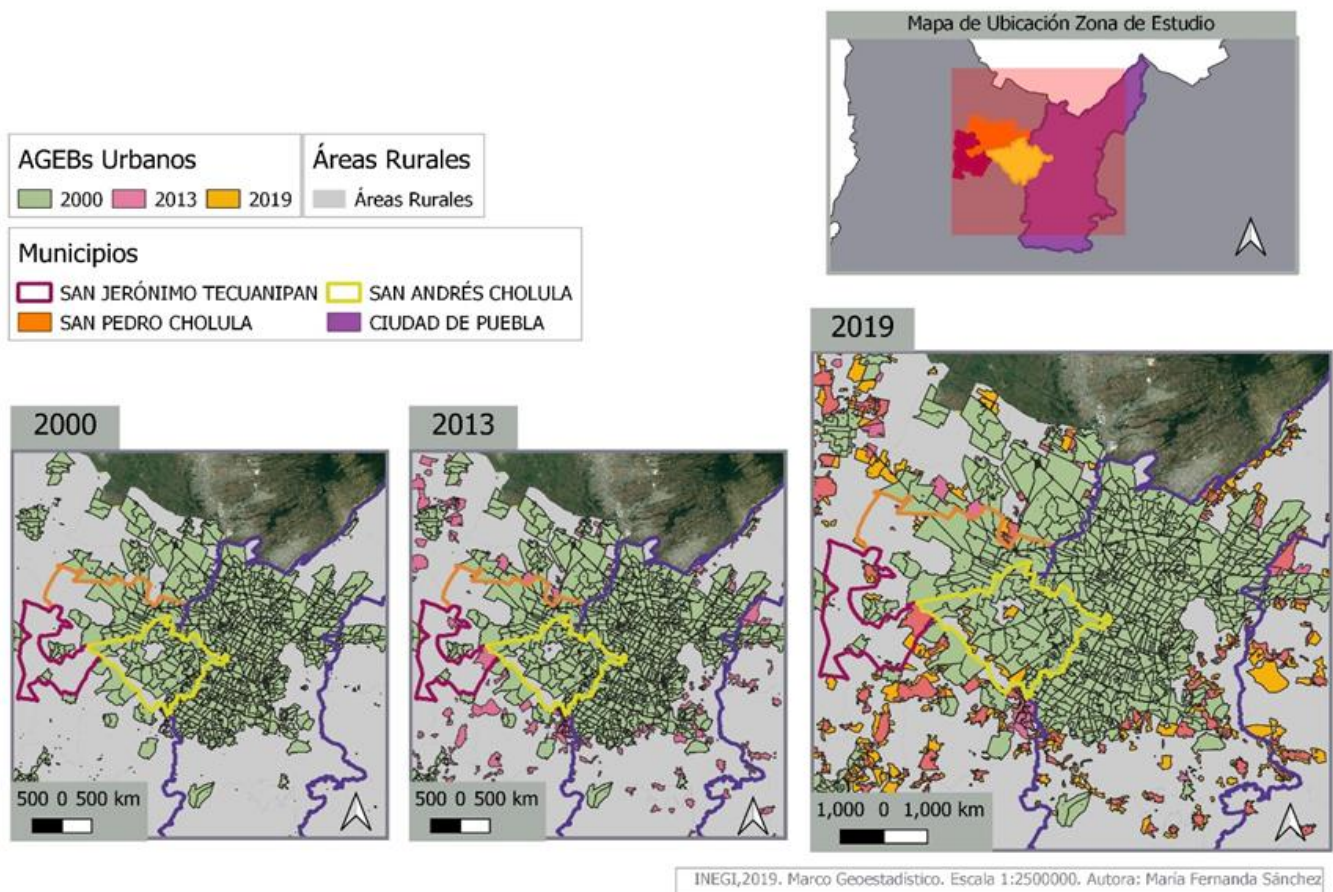 Mapa de Ubicación Zona de Estudio
AGEBs Urbanos
2000
2013
2019
Áreas Rurales
Áreas Rurales
Municipios
SAN JERÓNIMO TECUANIPAN
SAN ANDRÉS CHOLULA
SAN PEDRO CHOLULA
CIUDAD DE PUEBLA
2000
500 0 500 km
2013
500 0 500 km
2019
1,000 0 1,000 km
INEGI,2019. Marco Geoestadístico. Escala 1:2500000. Autora: María Fernanda Sánchez